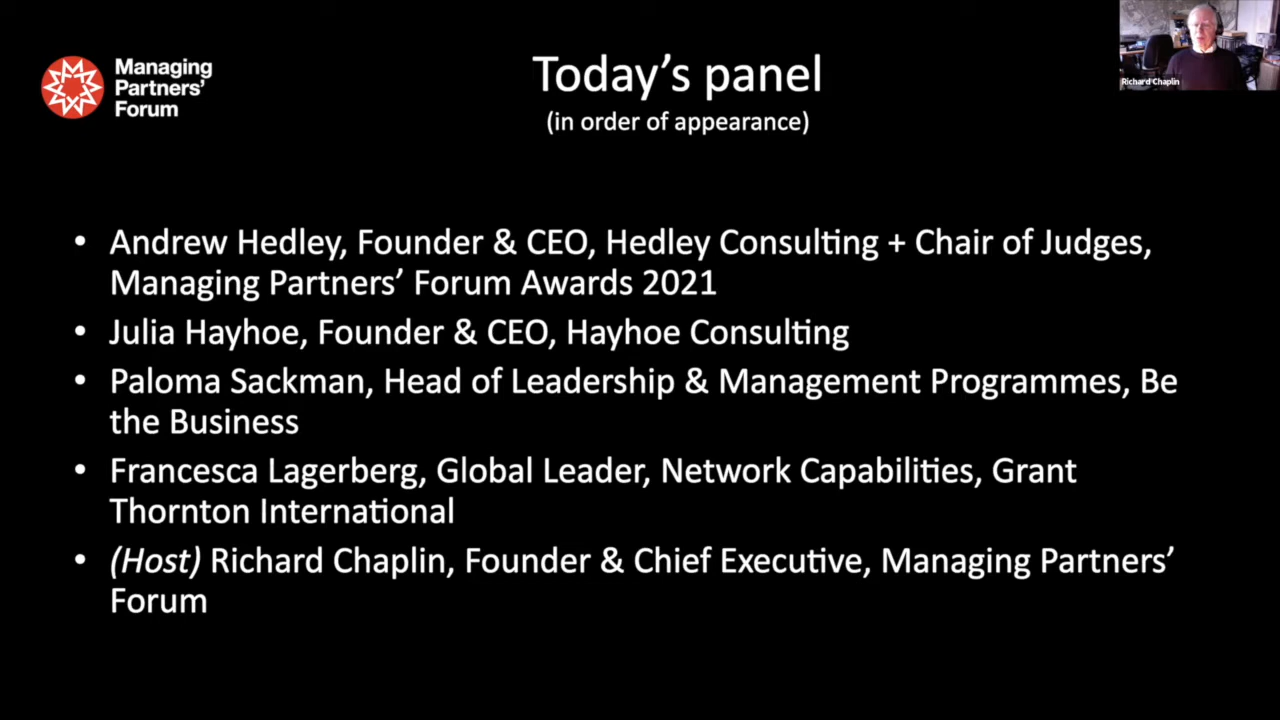 Managing
Partners'
Forum
Today's panel
(in order of appearance)
Richard Chaplin
• Andrew Hedley, Founder & CEO, Hedley Consulting + Chair of Judges,
Managing Partners' Forum Awards 2021
• Julia Hayhoe, Founder & CEO, Hayhoe Consulting
• Paloma Sackman, Head of Leadership & Management Programmes, Be
the Business
• Francesca Lagerberg, Global Leader, Network Capabilities, Grant
Thornton International
• (Host) Richard Chaplin, Founder & Chief Executive, Managing Partners'
Forum